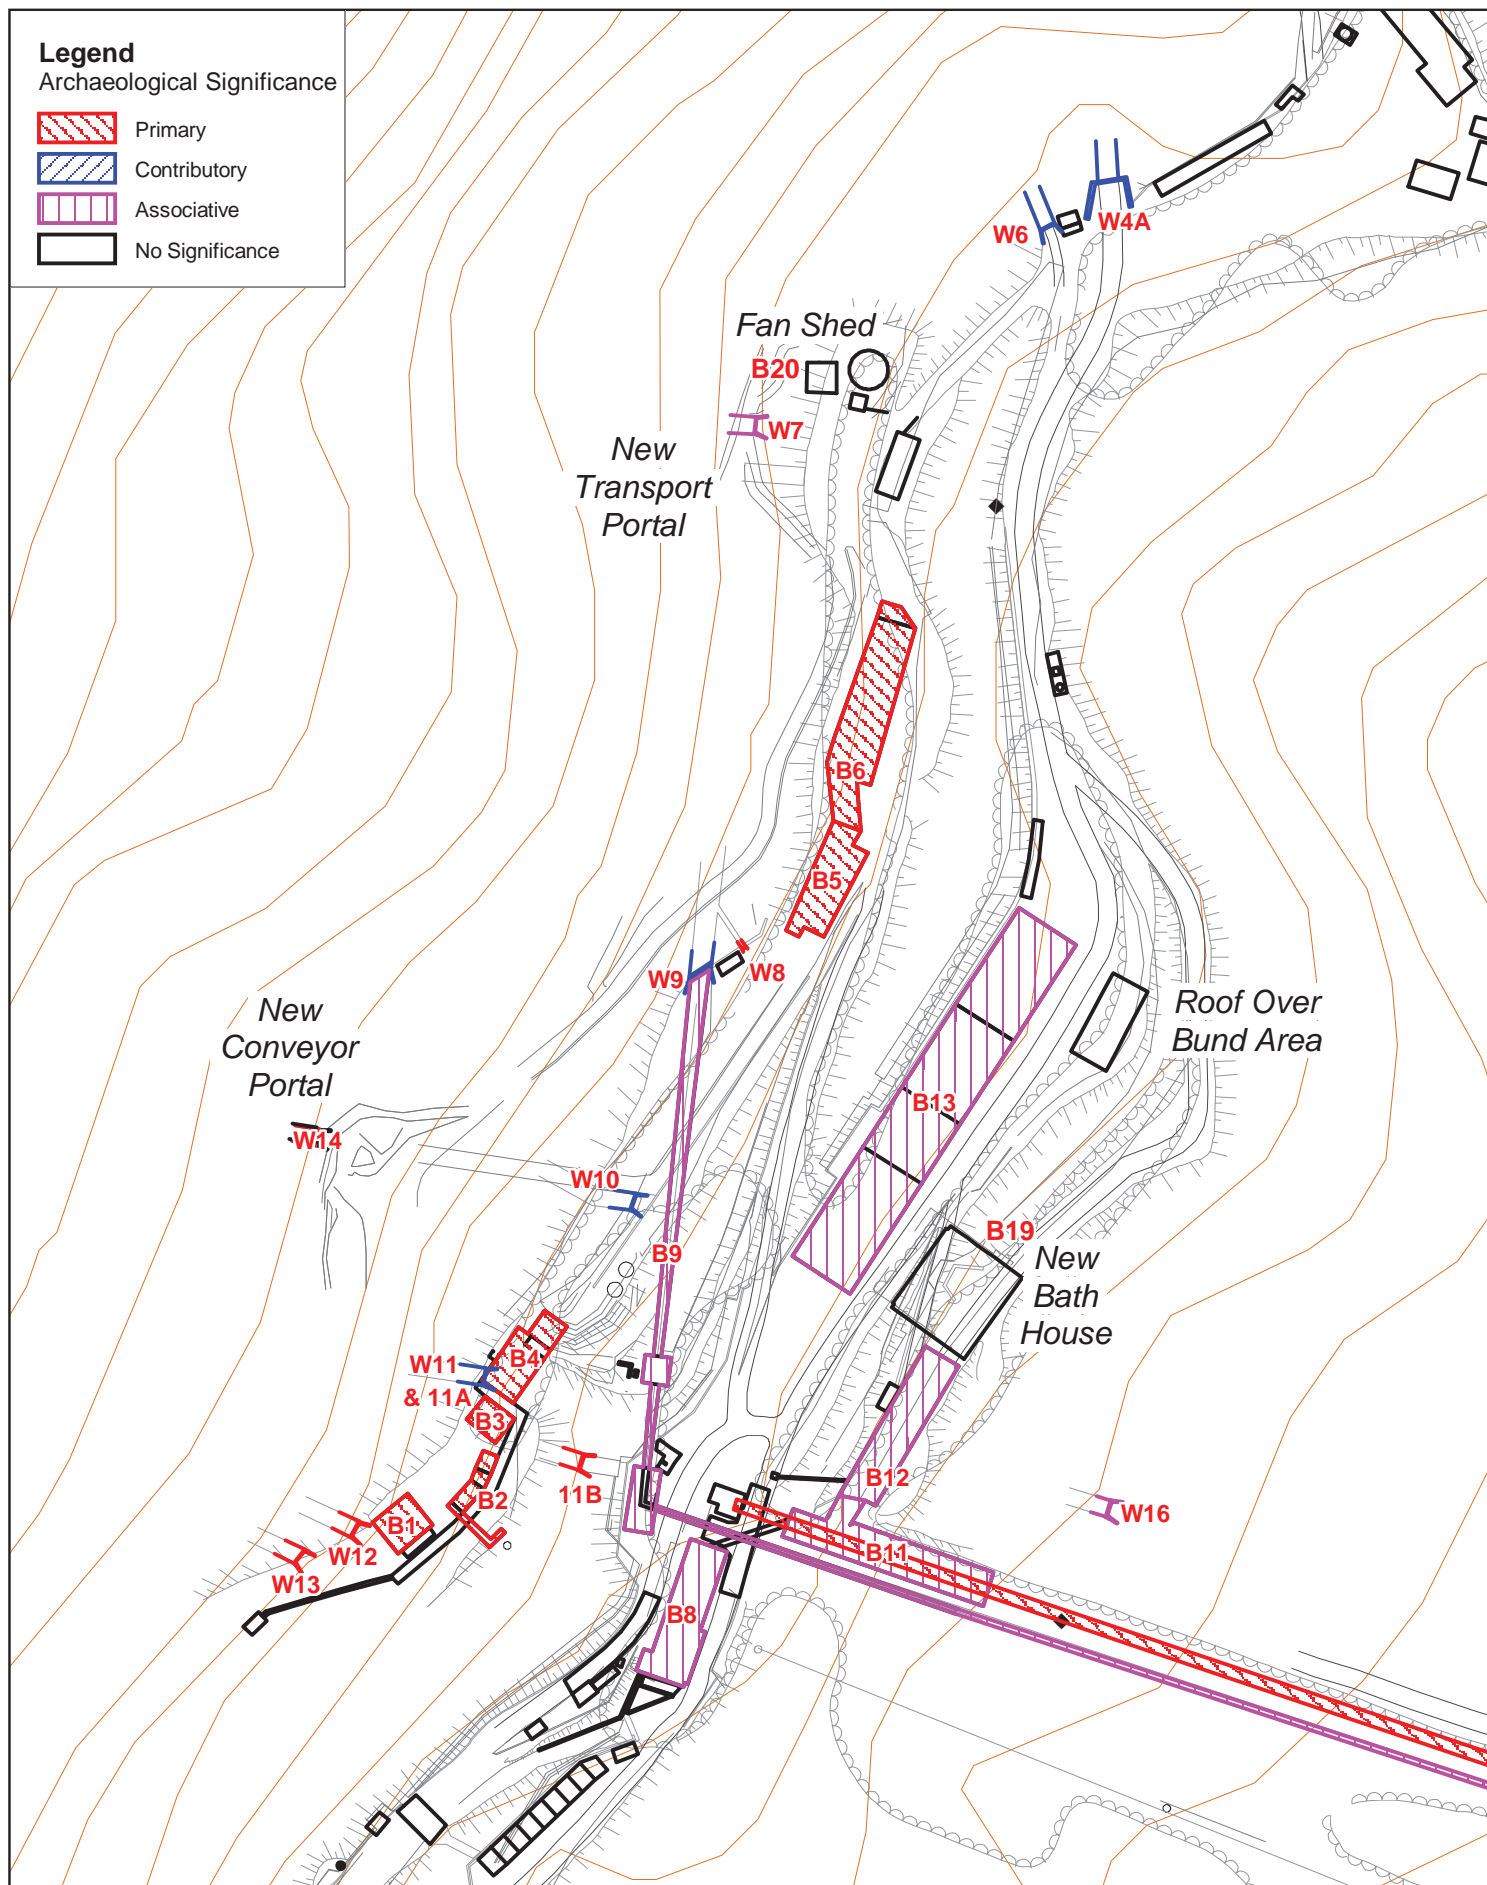 Legend
Archaeological Significance
Primary
Contributory
Associative
No Significance
W6
W4A
Fan Shed
B20
W7
New
Transport
Portal
B6
B5
W9
W8
New
Conveyor
Portal
Roof Over
Bund Area
B13
W14
W10
B9
B19
New
Bath
House
W11
& 11A
B4
B3
B2
11B
B12
W16
B1
W12
W13
B11
B8